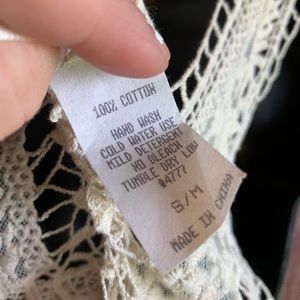 100% COTTON
HAND WASH
COLD WATER USE
MILD DETERGENT
NO BLEACH
TUMBLE DRY LOW
#4777
S/M
MADE IN CHINA